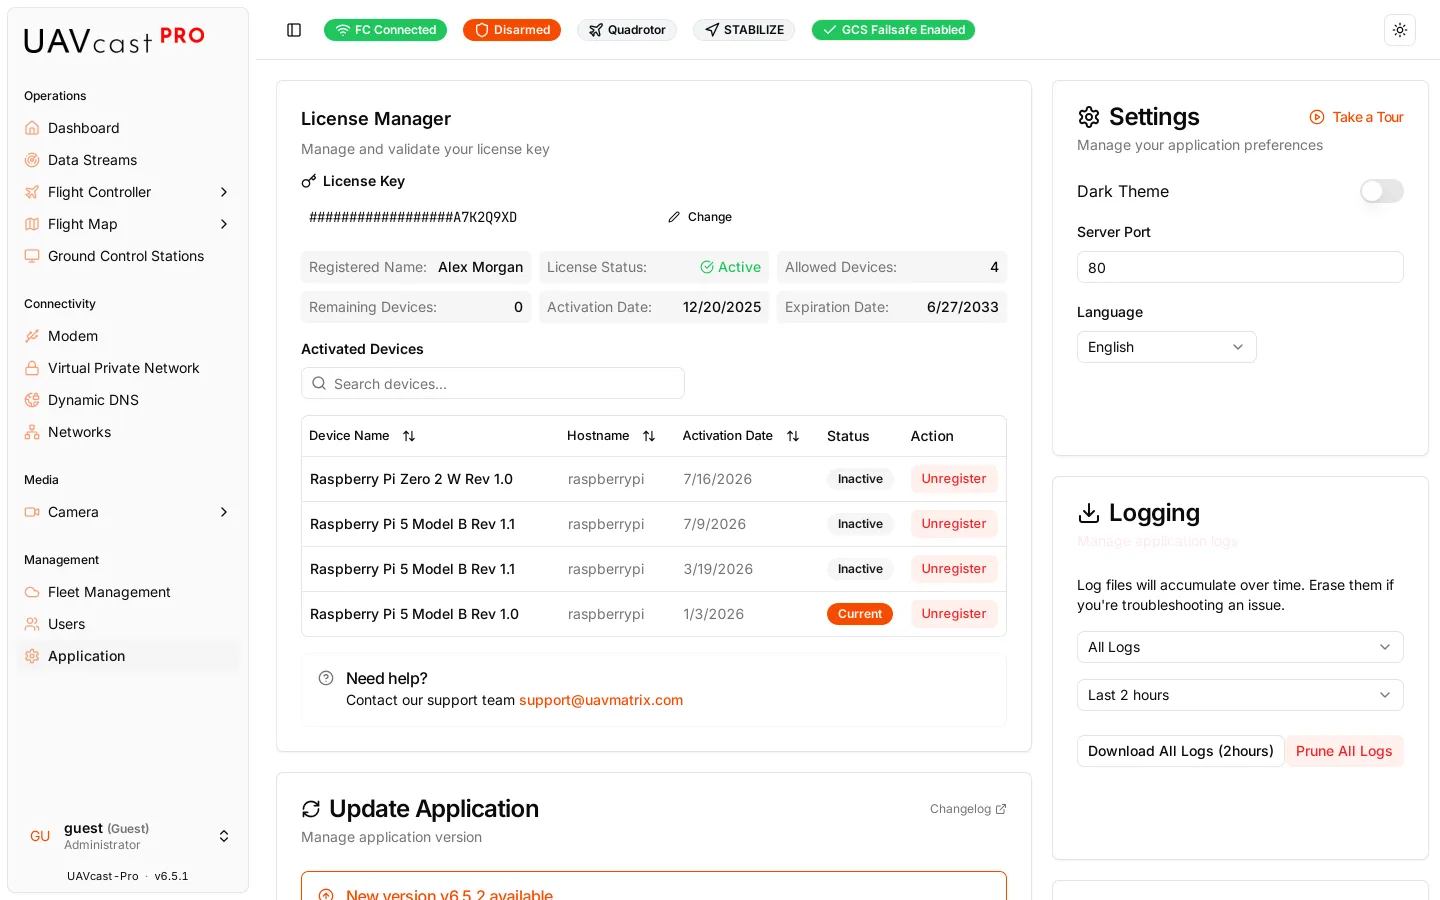 UAVcast PRO
Operations
Dashboard
Data Streams
Flight Controller
Flight Map
Ground Control Stations
Connectivity
Modem
Virtual Private Network
Dynamic DNS
Networks
Media
Camera
Management
Fleet Management
Users
Application
GU
guest (Guest)
Administrator
UAVcast-Pro · v6.5.1
FC Connected
Disarmed
Quadrotor
STABILIZE
GCS Failsafe Enabled
License Manager
Manage and validate your license key
License Key
##################A7K2Q9XD
Change
Registered Name: Alex Morgan
License Status: Active
Allowed Devices: 4
Remaining Devices: 0
Activation Date: 12/20/2025
Expiration Date: 6/27/2033
Activated Devices
Search devices...
Device Name Hostname Activation Date Status Action
Raspberry Pi Zero 2 W Rev 1.0 raspberrypi 7/16/2026 Inactive Unregister
Raspberry Pi 5 Model B Rev 1.1 raspberrypi 7/9/2026 Inactive Unregister
Raspberry Pi 5 Model B Rev 1.1 raspberrypi 3/19/2026 Inactive Unregister
Raspberry Pi 5 Model B Rev 1.0 raspberrypi 1/3/2026 Current Unregister
Need help?
Contact our support team support@uavmatrix.com
Update Application
Changelog
Manage application version
New version v6.5.2 available
Settings
Take a Tour
Manage your application preferences
Dark Theme
Server Port
80
Language
English
Logging
Manage application logs
Log files will accumulate over time. Erase them if
you're troubleshooting an issue.
All Logs
Last 2 hours
Download All Logs (2hours)
Prune All Logs